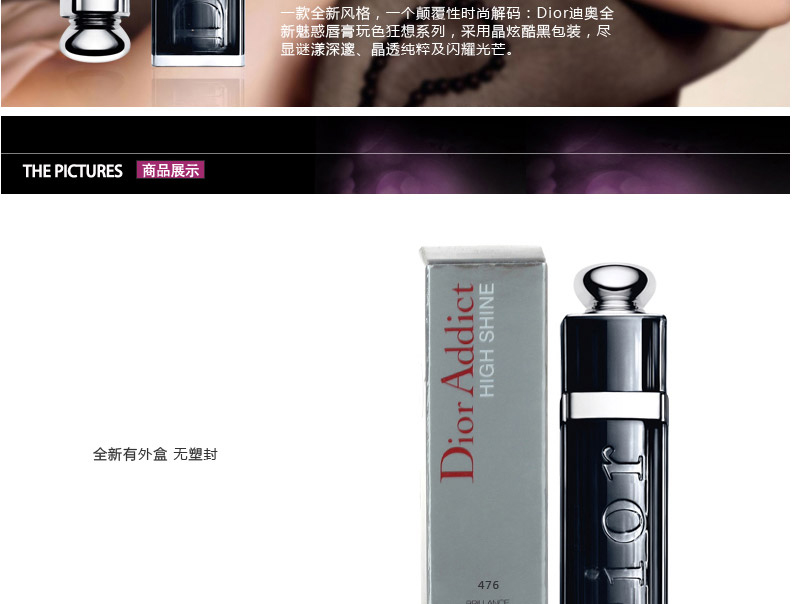 一款全新风格，一个颠覆性时尚解码：Dior迪奥全
新魅惑唇膏玩色狂想系列，采用晶炫酷黑包装，尽
显谜漾深邃、晶透纯粹及闪耀光芒。
THE PICTURES 商品展示
Dior Addict
HIGH SHINE
全新有外盒 无塑封
ior
476
BRILLANCE